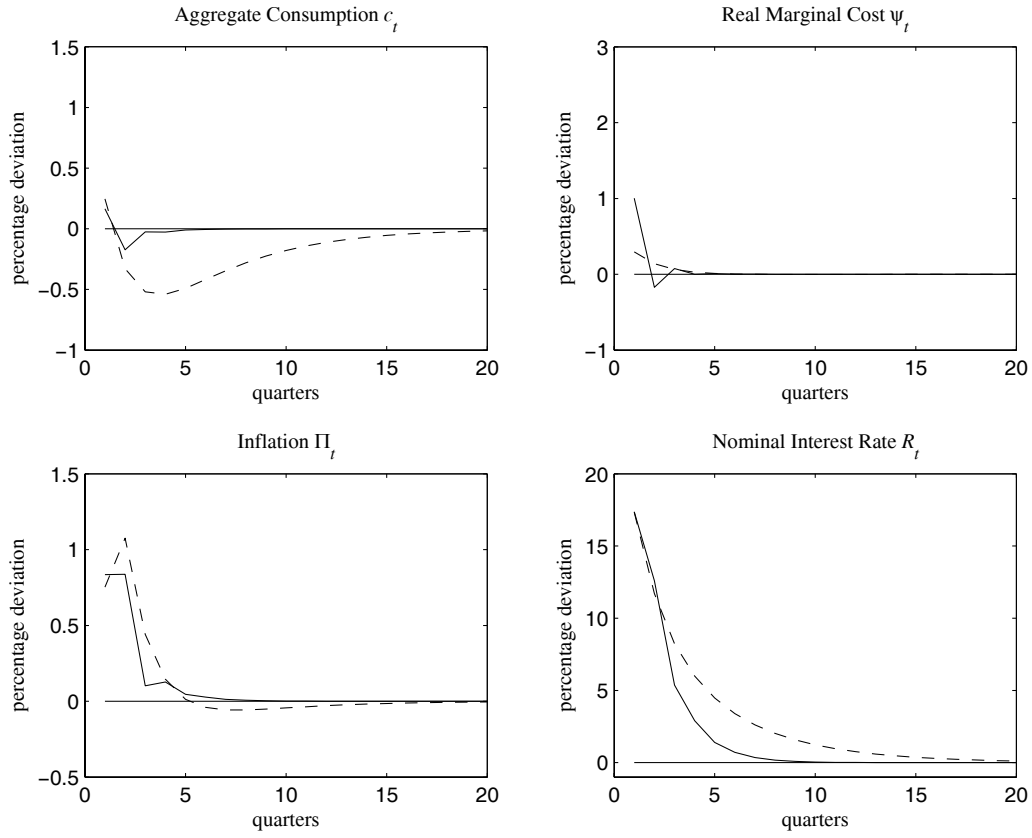 Aggregate Consumption c_t
1.5
1
0.5
0
−0.5
−1
percentage deviation
0 5 10 15 20
quarters
Real Marginal Cost ψ_t
3
2
1
0
−1
percentage deviation
0 5 10 15 20
quarters
Inflation Π_t
1.5
1
0.5
0
−0.5
percentage deviation
0 5 10 15 20
quarters
Nominal Interest Rate R_t
20
15
10
5
0
percentage deviation
0 5 10 15 20
quarters